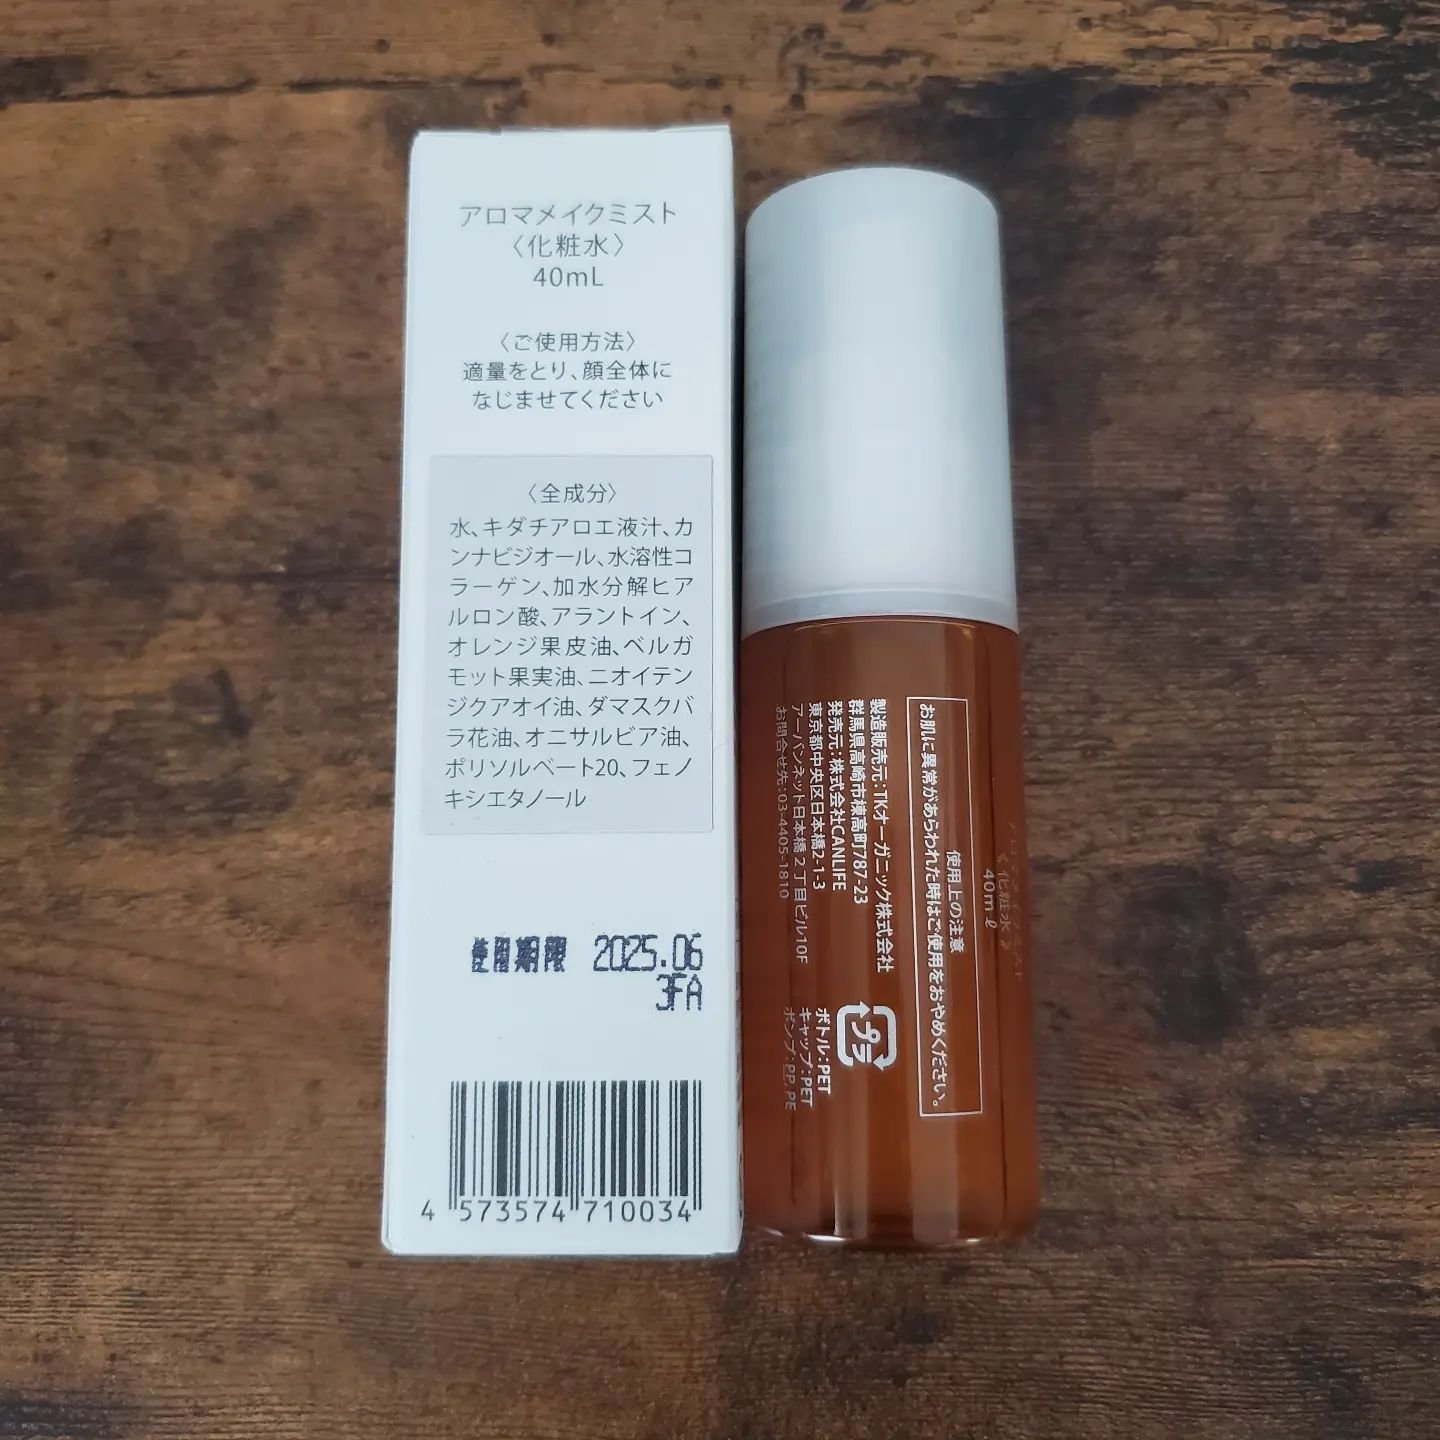 アロマメイクミスト
〈化粧水〉
40mL
〈ご使用方法〉
適量をとり、顔全体に
なじませてください
〈全成分〉
水、キダチアロエ液汁、カ
ンナビジオール、水溶性コ
ラーゲン、加水分解ヒア
ルロン酸、アラントイン、
オレンジ果皮油、ベルガ
モット果実油、ニオイテン
ジクアオイ油、ダマスクバ
ラ花油、オニサルビア油、
ポリソルベート20、フェノ
キシエタノール
使用期限 2025.06
3FA
4 573574 710034
アロマメイクミスト
《化粧水》
40mℓ
使用上の注意
お肌に異常があらわれた時はご使用をおやめください。
製造販売元：TKオーガニック株式会社
群馬県高崎市棟高町787-23
発売元：株式会社CANLIFE
東京都中央区日本橋2-1-3
アーバンネット日本橋２丁目ビル10F
お問合せ先：03-4405-1810
プラ
ボトル：PET
キャップ：PET
ポンプ：PP, PE